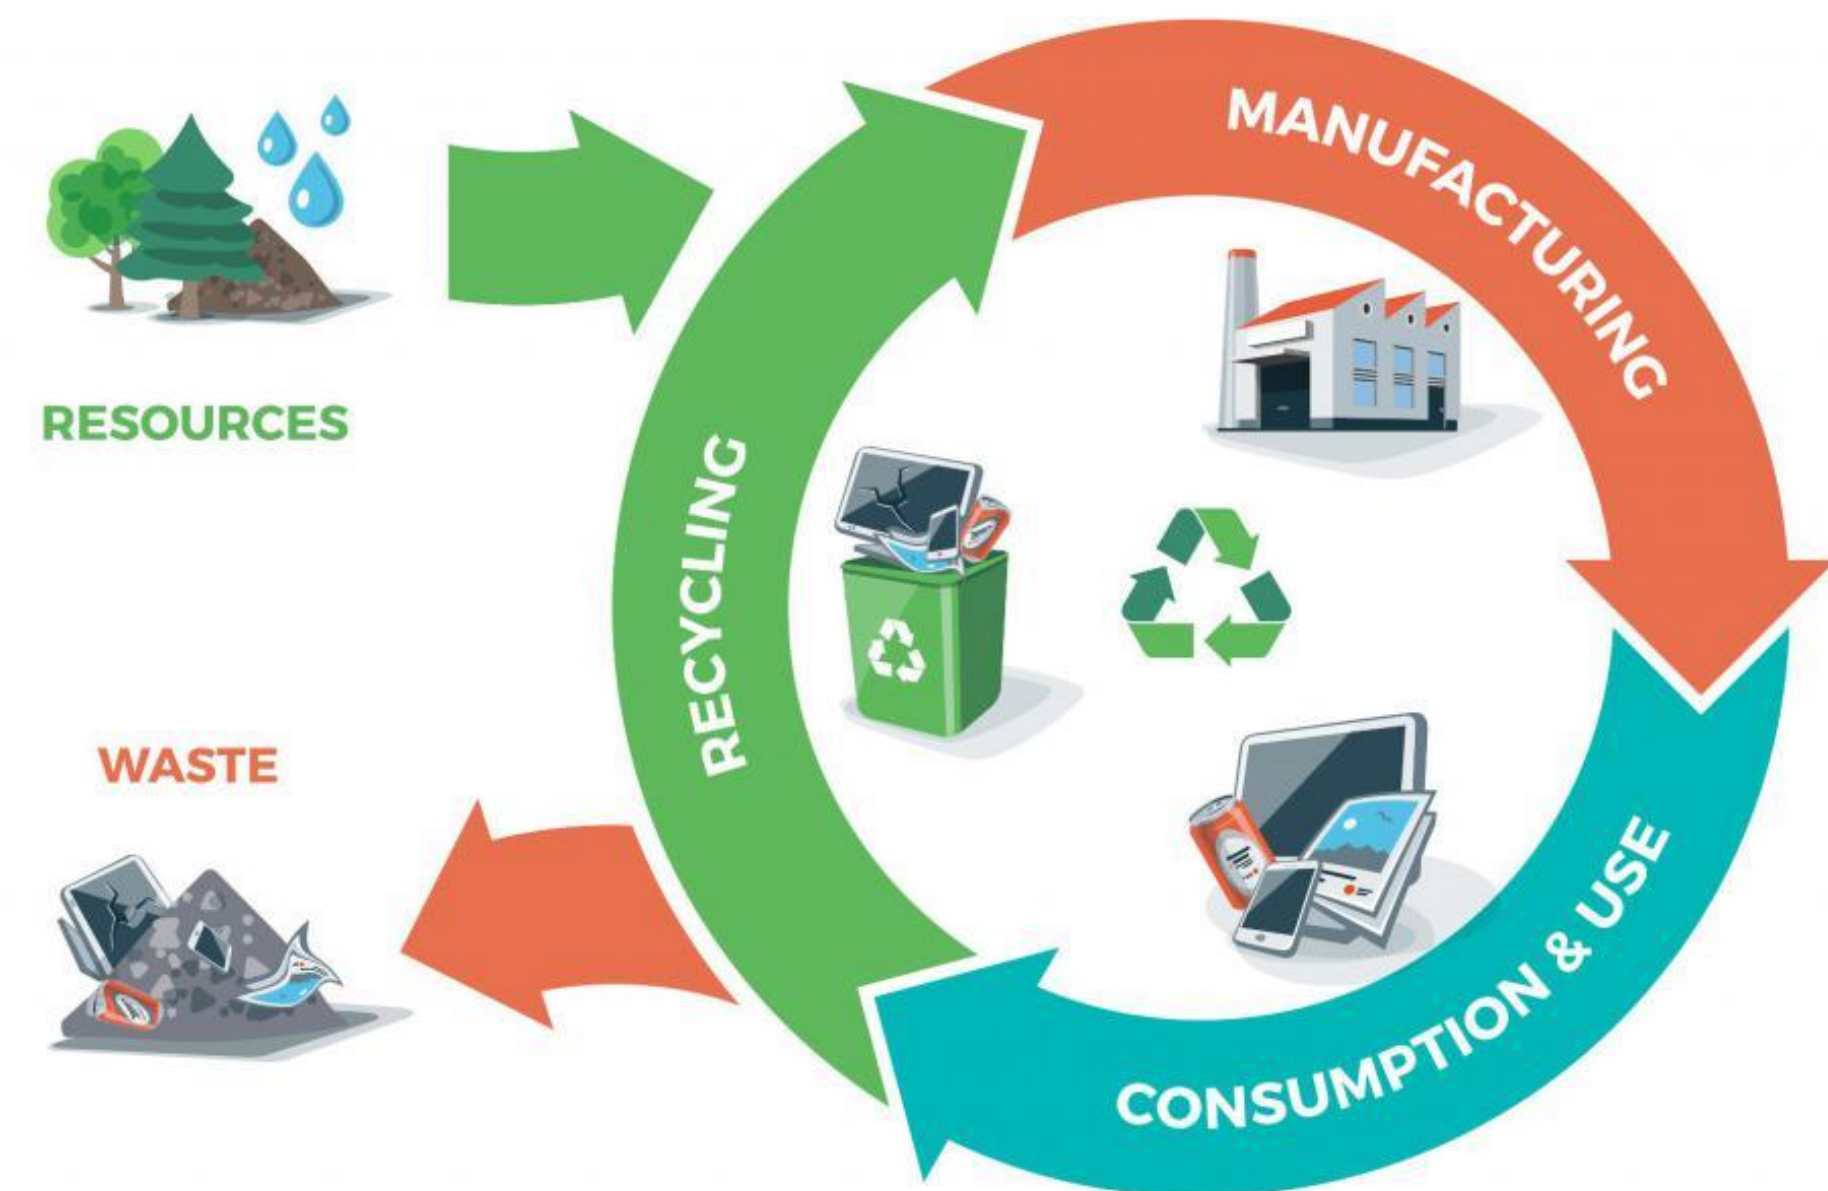 RESOURCES
WASTE
RECYCLING
MANUFACTURING
CONSUMPTION & USE